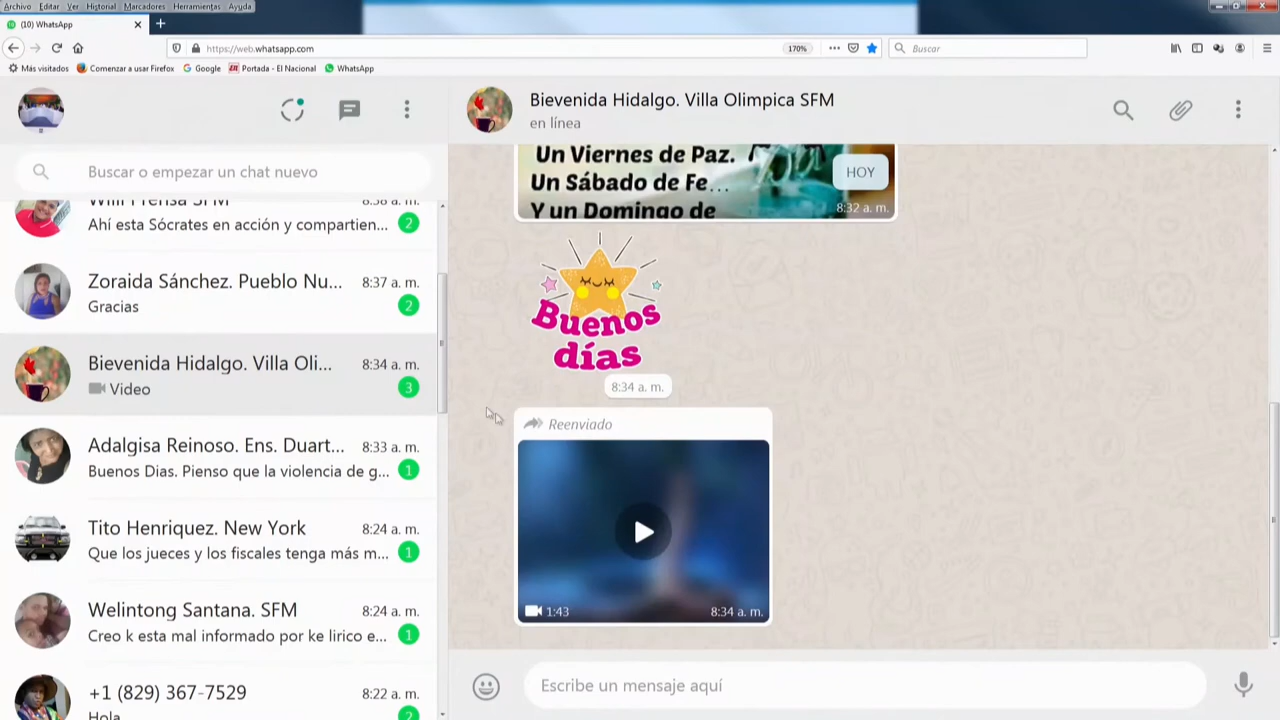 Archivo Editar Ver Historial Marcadores Herramientas Ayuda
(10) WhatsApp
https://web.whatsapp.com
170%
Buscar
Más visitados
Comenzar a usar Firefox
Google
Portada - El Nacional
WhatsApp
Buscar o empezar un chat nuevo
Willi Prensa SFM 8:38 a. m.
Ahí esta Sócrates en acción y compartien... 2
Zoraida Sánchez. Pueblo Nu... 8:37 a. m.
Gracias 2
Bievenida Hidalgo. Villa Oli... 8:34 a. m.
Video 3
Adalgisa Reinoso. Ens. Duart... 8:33 a. m.
Buenos Dias. Pienso que la violencia de g... 1
Tito Henriquez. New York 8:24 a. m.
Que los jueces y los fiscales tenga más m... 1
Welintong Santana. SFM 8:24 a. m.
Creo k esta mal informado por ke lirico e... 1
+1 (829) 367-7529 8:22 a. m.
Hola 2
Bievenida Hidalgo. Villa Olimpica SFM
en línea
Un Viernes de Paz.
HOY
Un Sábado de Fe...
Y un Domingo de
8:32 a. m.
Buenos
días
8:34 a. m.
Reenviado
1:43 8:34 a. m.
Escribe un mensaje aquí